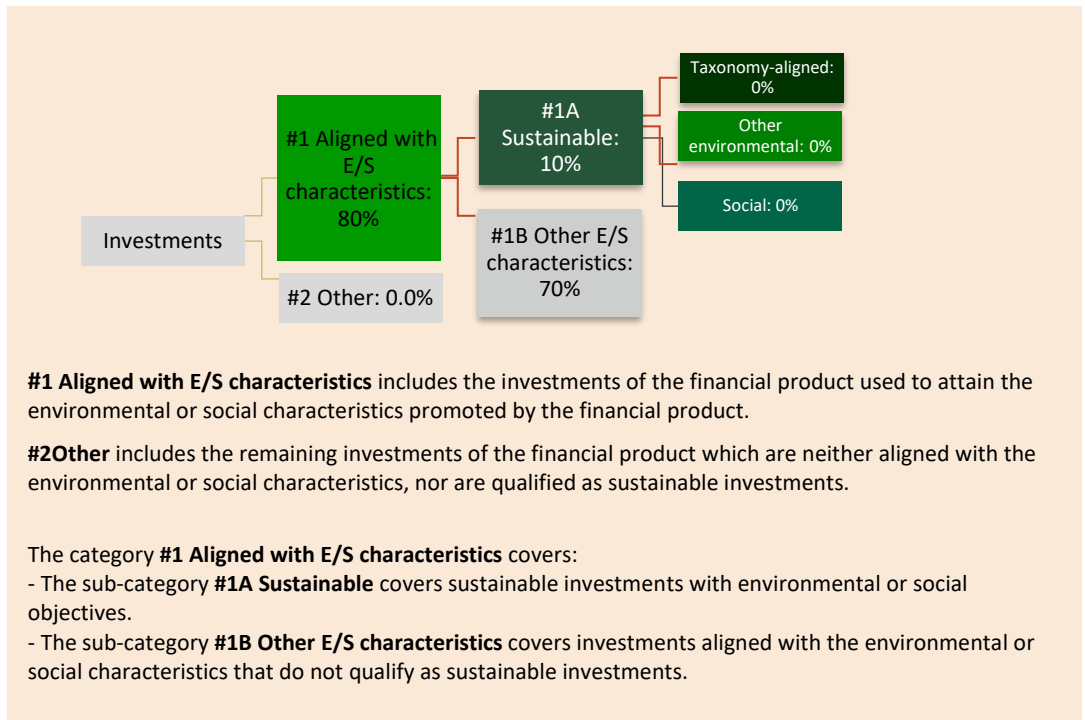 Investments
#1 Aligned with
E/S
characteristics:
80%
#2 Other: 0.0%
#1A
Sustainable:
10%
#1B Other E/S
characteristics:
70%
Taxonomy-aligned:
0%
Other
environmental: 0%
Social: 0%
#1 Aligned with E/S characteristics includes the investments of the financial product used to attain the
environmental or social characteristics promoted by the financial product.
#2Other includes the remaining investments of the financial product which are neither aligned with the
environmental or social characteristics, nor are qualified as sustainable investments.
The category #1 Aligned with E/S characteristics covers:
- The sub-category #1A Sustainable covers sustainable investments with environmental or social
objectives.
- The sub-category #1B Other E/S characteristics covers investments aligned with the environmental or
social characteristics that do not qualify as sustainable investments.